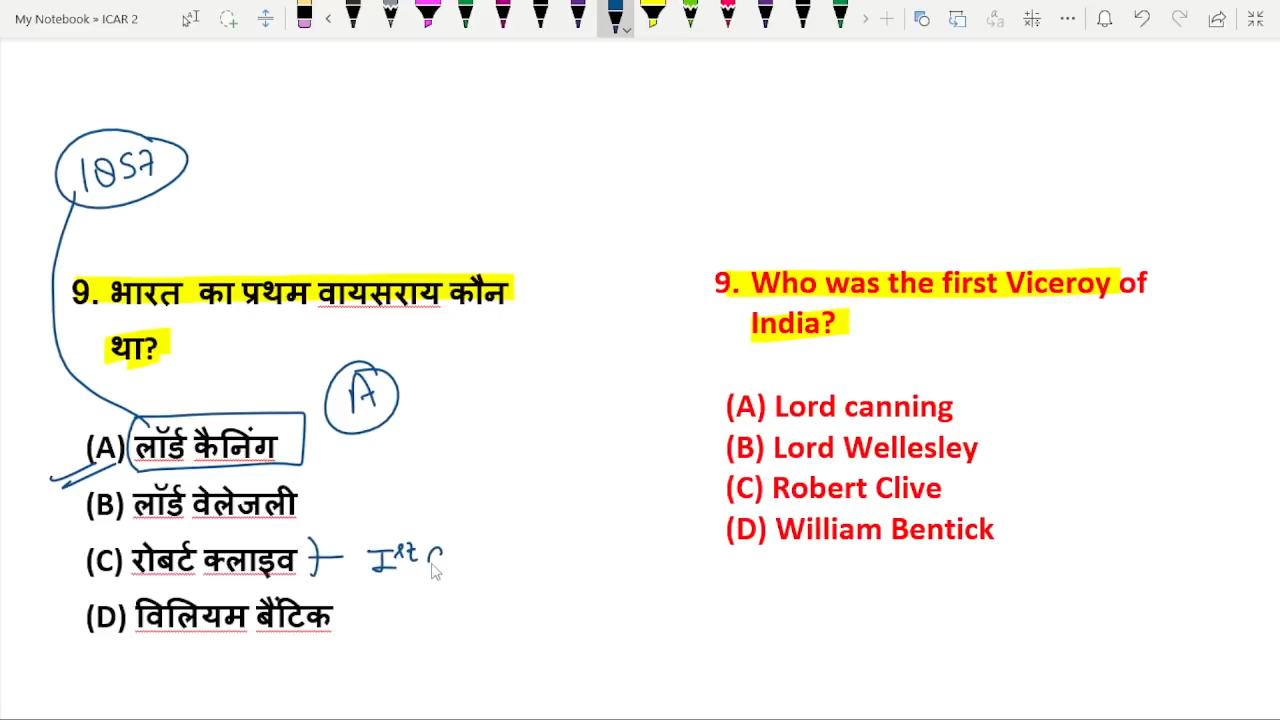 My Notebook » ICAR 2
1857
9. भारत का प्रथम वायसराय कौन
था?
A
(A) लॉर्ड कैनिंग
(B) लॉर्ड वेलेजली
(C) रोबर्ट क्लाइव } Ist
(D) विलियम बैंटिक
9. Who was the first Viceroy of
India?
(A) Lord canning
(B) Lord Wellesley
(C) Robert Clive
(D) William Bentick